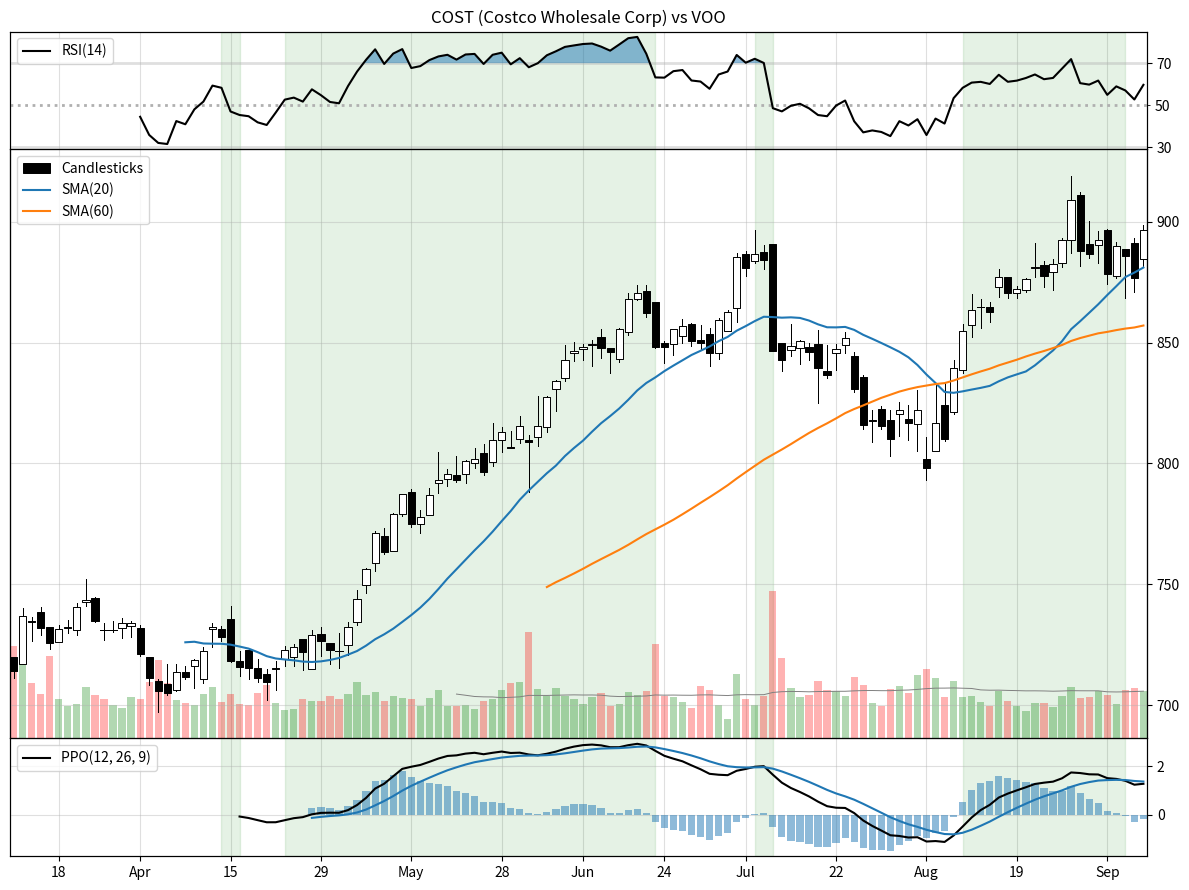 COST (Costco Wholesale Corp) vs VOO
RSI(14)
70
50
30
Candlesticks
SMA(20)
SMA(60)
900
850
800
750
700
PPO(12, 26, 9)
2
0
18 Apr 15 29 May 28 Jun 24 Jul 22 Aug 19 Sep